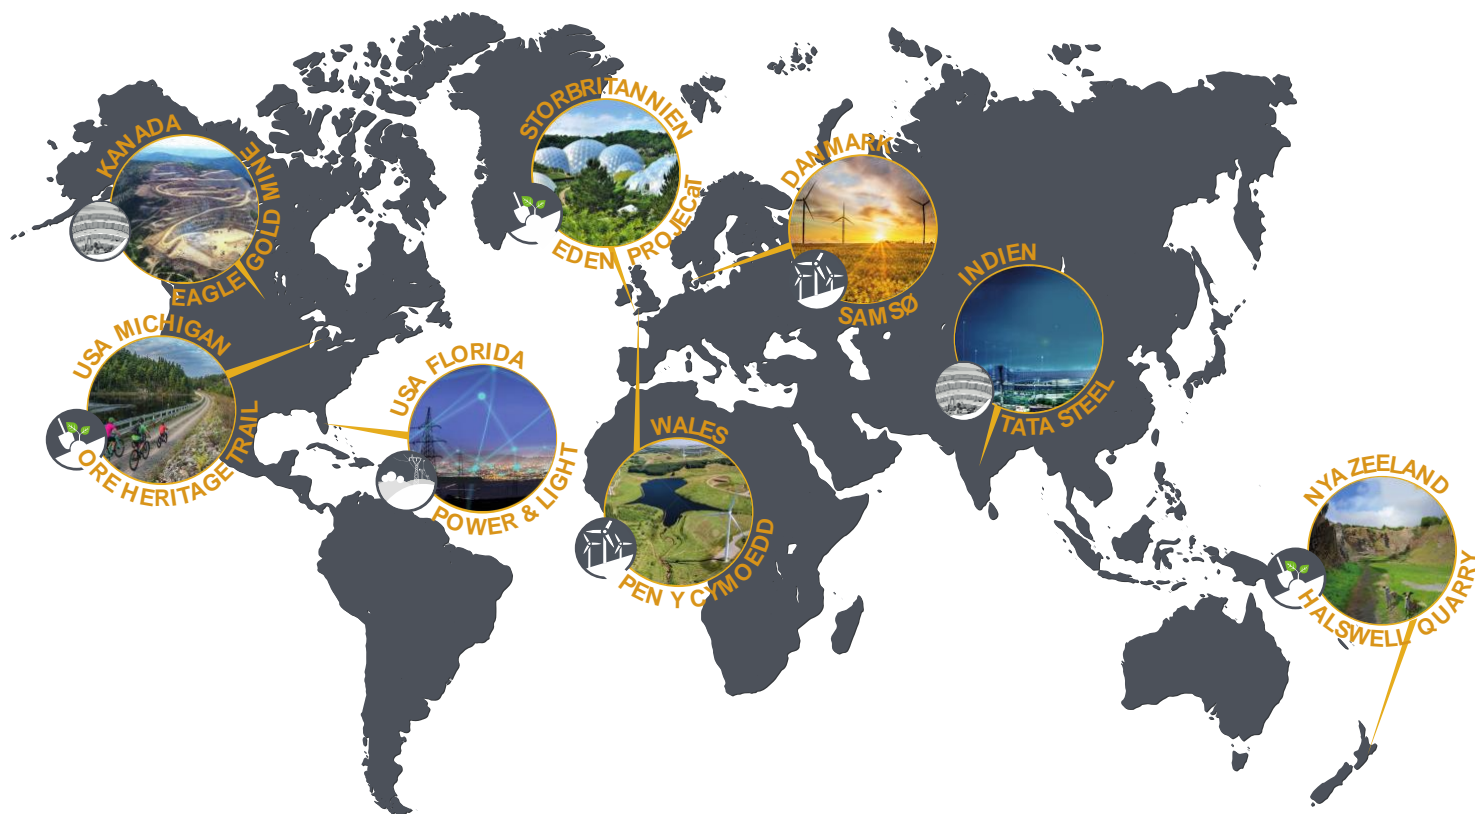 KANADA
EAGLE GOLD MINE
STORBRITANNIEN
EDEN PROJECaT
DANMARK
SAMSØ
INDIEN
TATA STEEL
USA MICHIGAN
ORE HERITAGE TRAIL
USA FLORIDA
POWER & LIGHT
WALES
PEN Y CYMOEDD
NYA ZEELAND
HALSWELL QUARRY